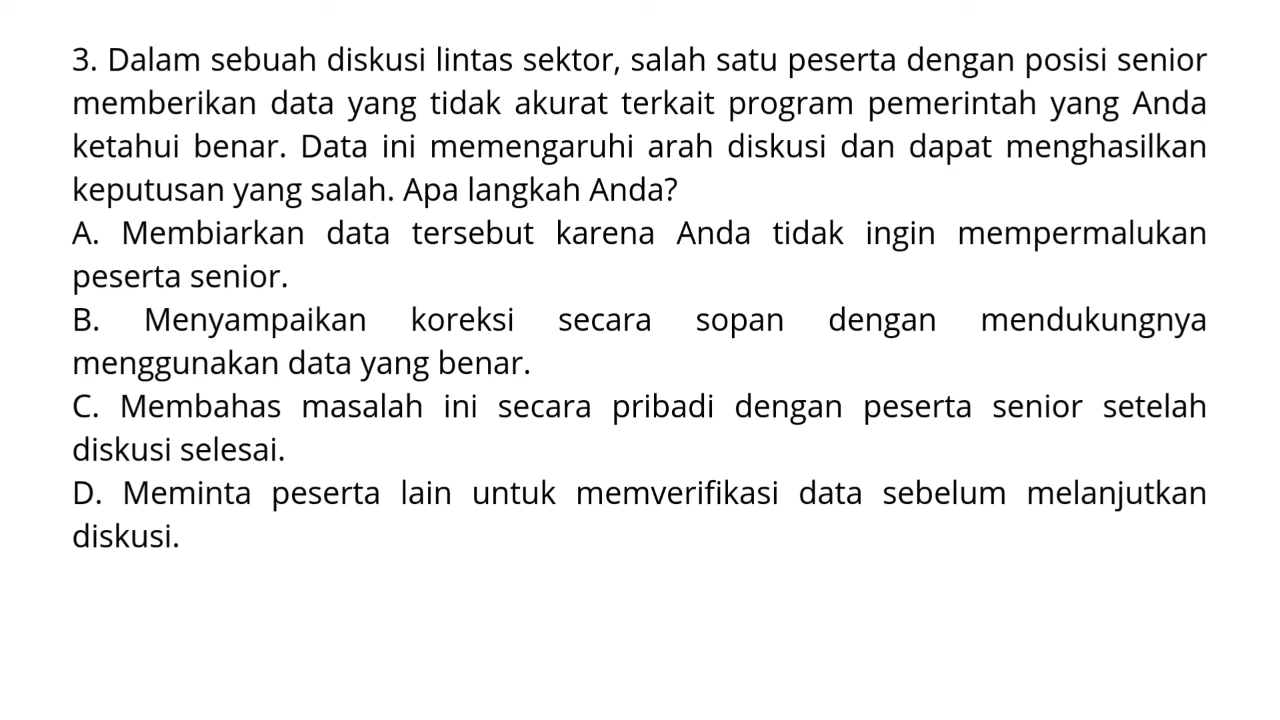 3. Dalam sebuah diskusi lintas sektor, salah satu peserta dengan posisi senior
memberikan data yang tidak akurat terkait program pemerintah yang Anda
ketahui benar. Data ini memengaruhi arah diskusi dan dapat menghasilkan
keputusan yang salah. Apa langkah Anda?
A. Membiarkan data tersebut karena Anda tidak ingin mempermalukan
peserta senior.
B. Menyampaikan koreksi secara sopan dengan mendukungnya
menggunakan data yang benar.
C. Membahas masalah ini secara pribadi dengan peserta senior setelah
diskusi selesai.
D. Meminta peserta lain untuk memverifikasi data sebelum melanjutkan
diskusi.